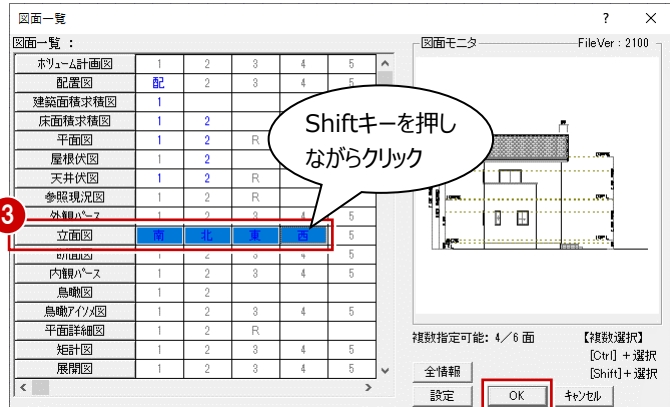 図面一覧 ? ×
図面一覧 :
ボリューム計画図 1 2 3 4 5
配置図 配 2 3 4 5
建築面積求積図 1
床面積求積図 1 2
平面図 1 2 R
屋根伏図 1 2
天井伏図 1 2 R
参照現況図 1 2 R
外観パース 1 2 3 4 5
立面図 南 北 東 西 5
断面図 1 2 3 4 5
内観パース 1 2 3 4 5
鳥瞰図 1 2
鳥瞰アイソメ図 1 2 3 4 5
平面詳細図 1 2 R
矩計図 1 2 3 4 5
展開図 1 2 3 4 5
3
Shiftキーを押し
ながらクリック
図面モニタ FileVer : 2100
複数指定可能: 4/6 面 【複数選択】
[Ctrl] + 選択
全情報 [Shift] + 選択
設定 OK キャンセル